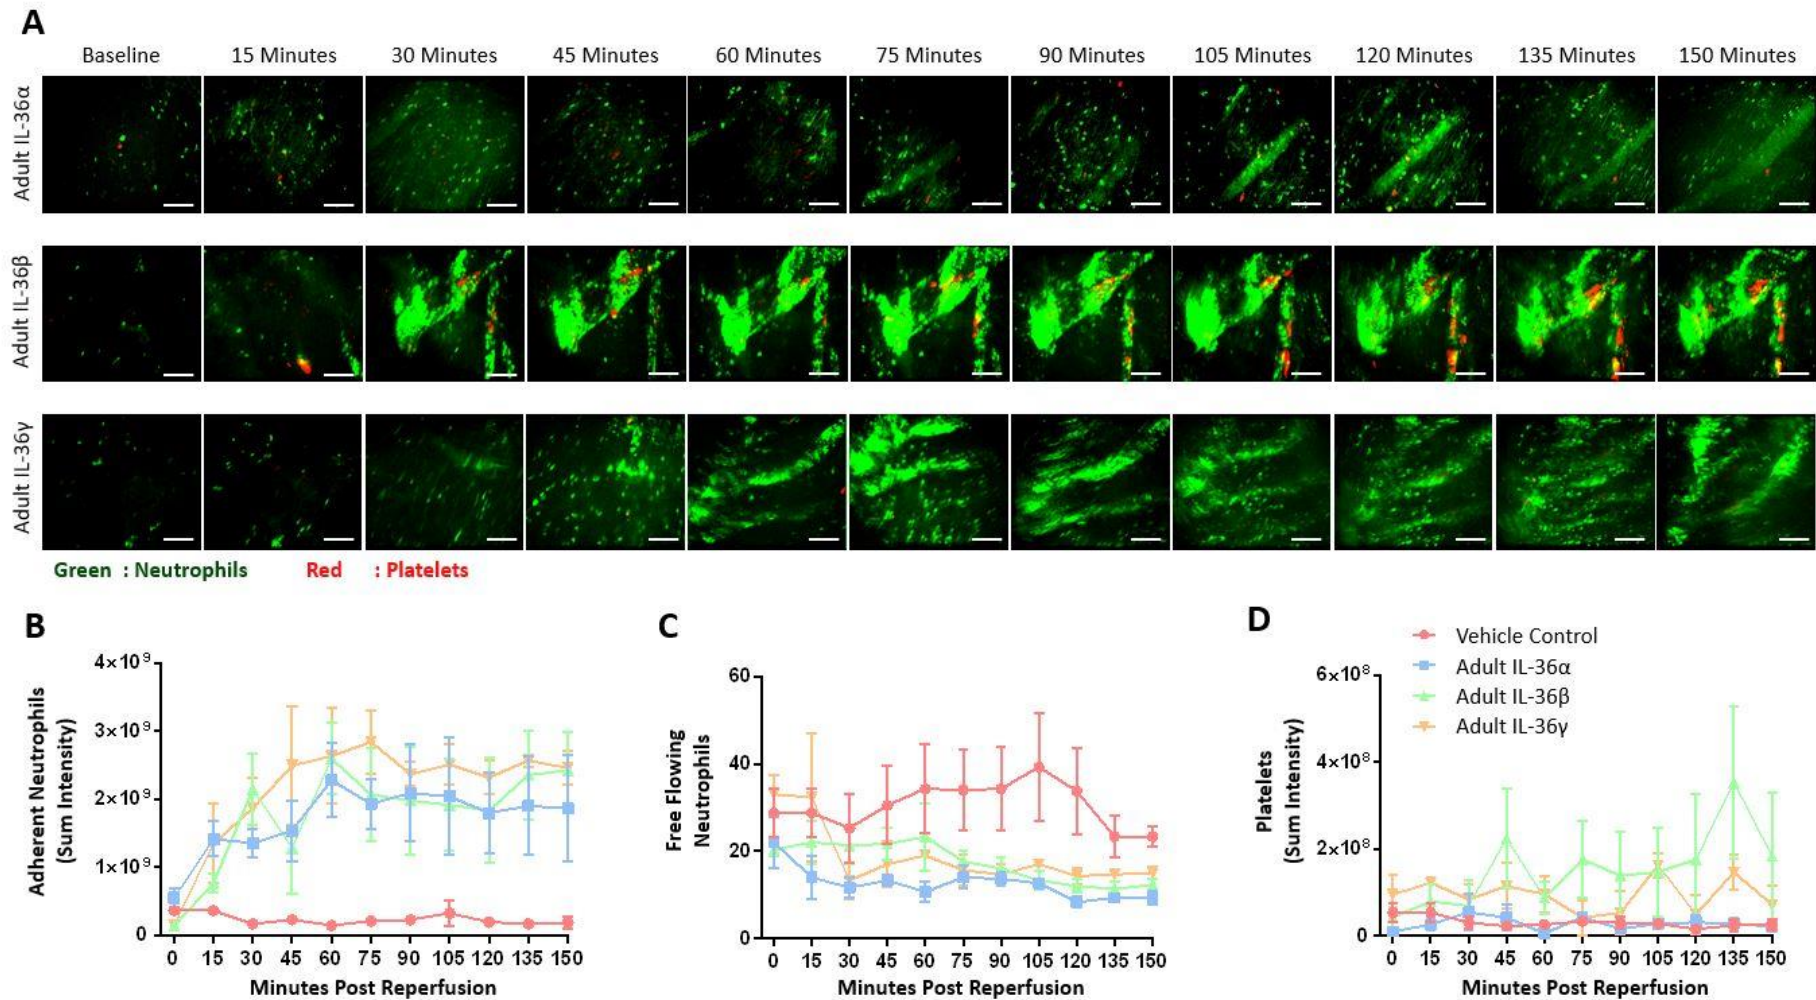 A
Baseline 15 Minutes 30 Minutes 45 Minutes 60 Minutes 75 Minutes 90 Minutes 105 Minutes 120 Minutes 135 Minutes 150 Minutes
Adult IL-36α
Adult IL-36β
Adult IL-36γ
Green : Neutrophils Red : Platelets
B
Adherent Neutrophils
(Sum Intensity)
4×10⁹
3×10⁹
2×10⁹
1×10⁹
0
0 15 30 45 60 75 90 105 120 135 150
Minutes Post Reperfusion
C
Free Flowing
Neutrophils
60
40
20
0
0 15 30 45 60 75 90 105 120 135 150
Minutes Post Reperfusion
D
Vehicle Control
Adult IL-36α
Adult IL-36β
Adult IL-36γ
Platelets
(Sum Intensity)
6×10⁸
4×10⁸
2×10⁸
0
0 15 30 45 60 75 90 105 120 135 150
Minutes Post Reperfusion